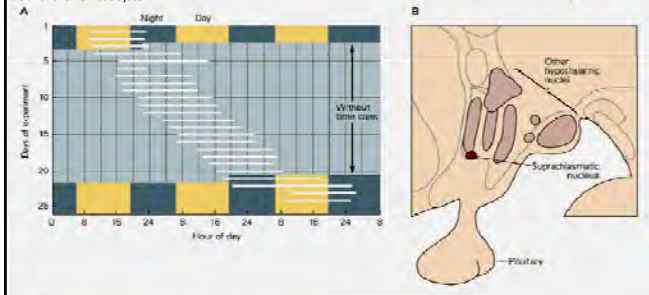 A
Night Day
1
5
10
15
20
25
Days of experiment
Without
time cues
0 8 16 24 8 16 24 8 16 24 8
Hour of day
B
Other
hypothalamic
nuclei
Suprachiasmatic
nucleus
Pituitary